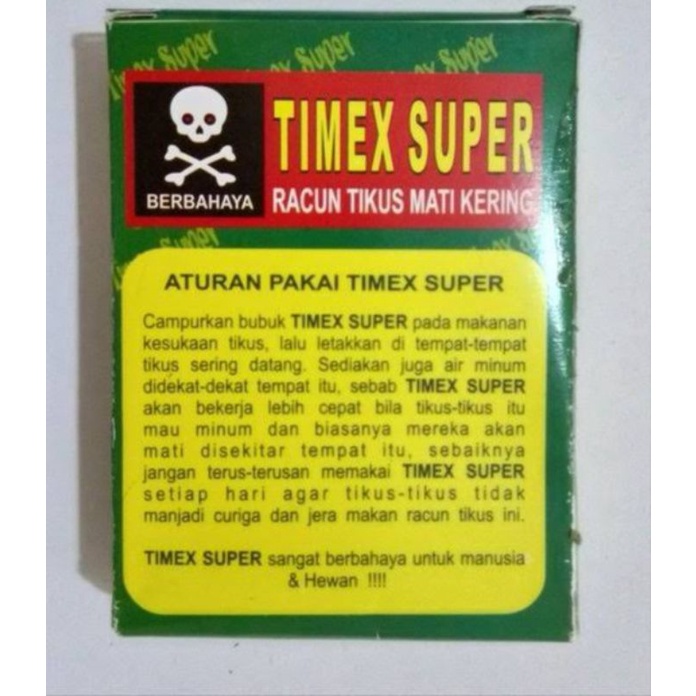 TIMEX SUPER
BERBAHAYA
RACUN TIKUS MATI KERING
ATURAN PAKAI TIMEX SUPER
Campurkan bubuk TIMEX SUPER pada makanan
kesukaan tikus, lalu letakkan di tempat-tempat
tikus sering datang. Sediakan juga air minum
didekat-dekat tempat itu, sebab TIMEX SUPER
akan bekerja lebih cepat bila tikus-tikus itu
mau minum dan biasanya mereka akan
mati disekitar tempat itu, sebaiknya
jangan terus-terusan memakai TIMEX SUPER
setiap hari agar tikus-tikus tidak
manjadi curiga dan jera makan racun tikus ini.
TIMEX SUPER sangat berbahaya untuk manusia
& Hewan !!!!